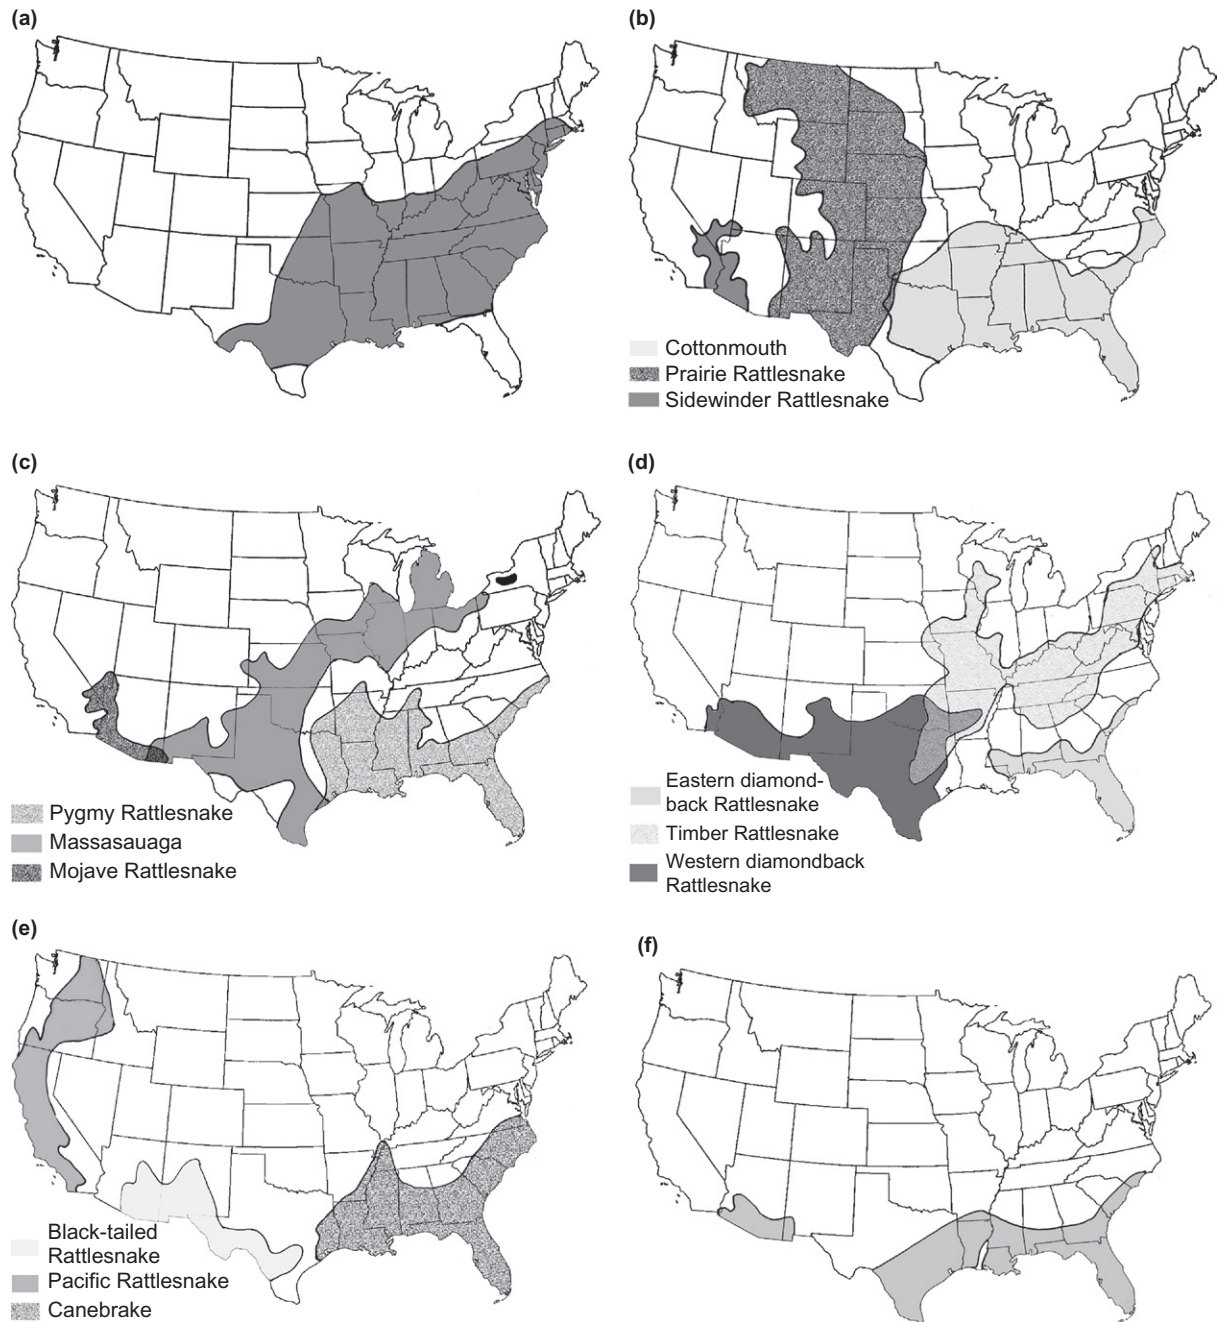 (a)
(b)
Cottonmouth
Prairie Rattlesnake
Sidewinder Rattlesnake
(c)
(d)
Pygmy Rattlesnake
Massasauaga
Mojave Rattlesnake
Eastern diamond-
back Rattlesnake
Timber Rattlesnake
Western diamondback
Rattlesnake
(e)
(f)
Black-tailed
Rattlesnake
Pacific Rattlesnake
Canebrake